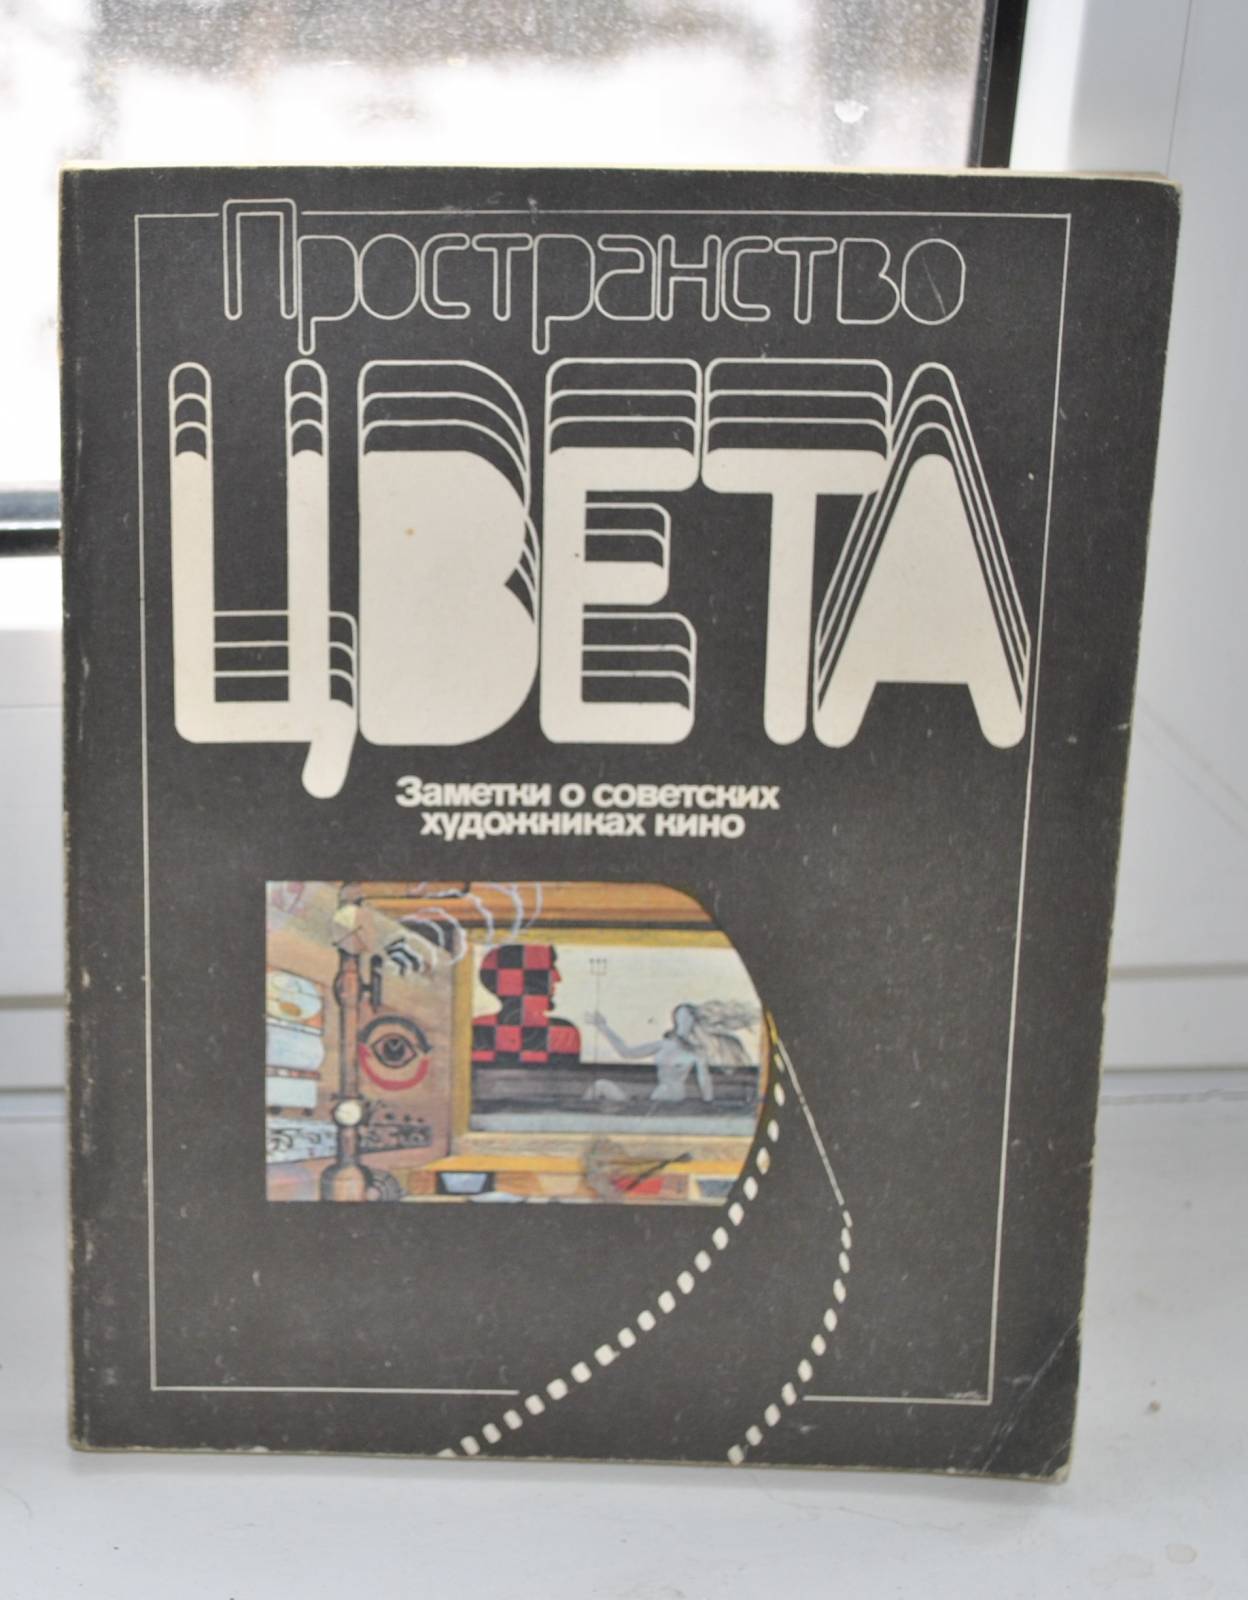 Пространство
ЦВЕТА
Заметки о советских
художниках кино